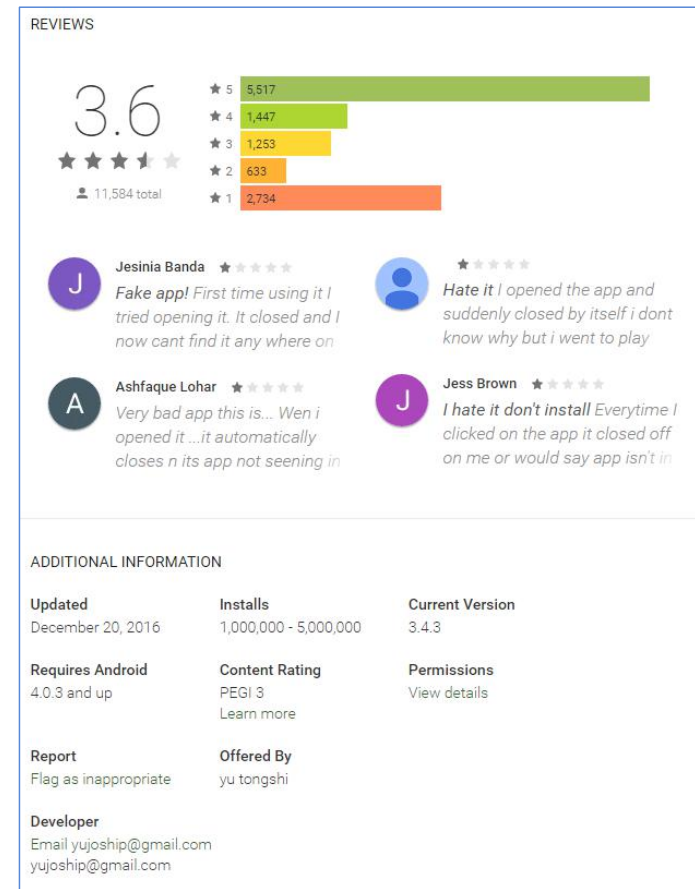 REVIEWS
3.6
11,584 total
5 5,517
4 1,447
3 1,253
2 633
1 2,734
J
Jesinia Banda
Fake app! First time using it I
tried opening it. It closed and I
now cant find it any where on
Hate it I opened the app and
suddenly closed by itself i dont
know why but i went to play
A
Ashfaque Lohar
Very bad app this is... Wen i
opened it ...it automatically
closes n its app not seening in
J
Jess Brown
I hate it don't install Everytime I
clicked on the app it closed off
on me or would say app isn't in
ADDITIONAL INFORMATION
Updated
December 20, 2016
Installs
1,000,000 - 5,000,000
Current Version
3.4.3
Requires Android
4.0.3 and up
Content Rating
PEGI 3
Learn more
Permissions
View details
Report
Flag as inappropriate
Offered By
yu tongshi
Developer
Email yujoship@gmail.com
yujoship@gmail.com